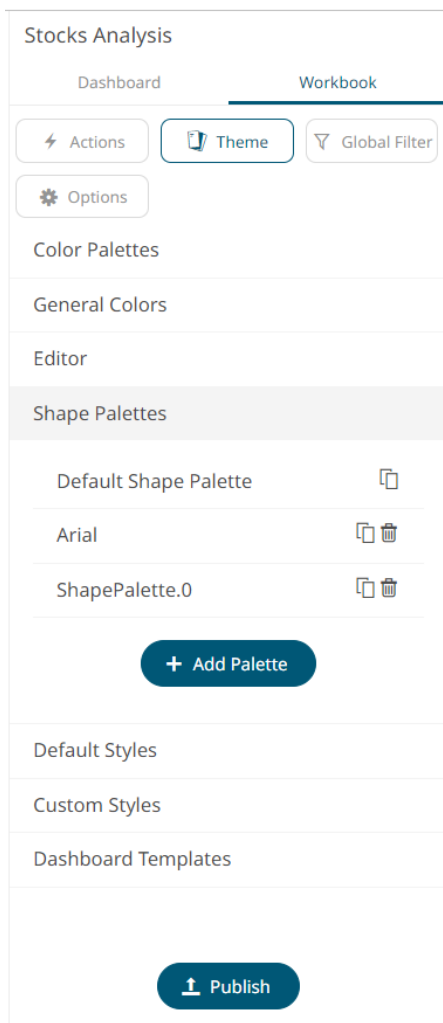 Stocks Analysis
Dashboard Workbook
Actions Theme Global Filter
Options
Color Palettes
General Colors
Editor
Shape Palettes
Default Shape Palette
Arial
ShapePalette.0
+ Add Palette
Default Styles
Custom Styles
Dashboard Templates
Publish